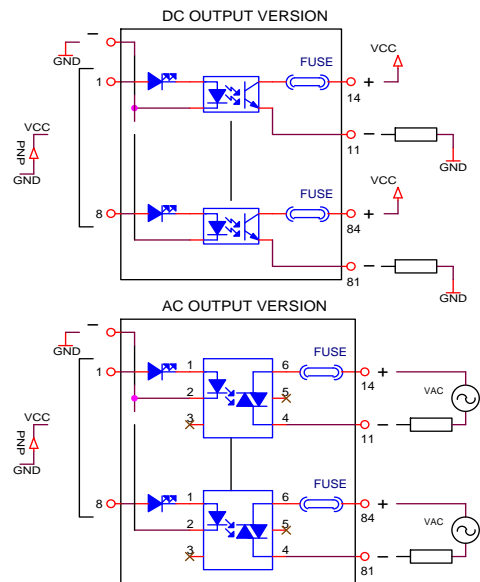 DC OUTPUT VERSION
−
GND
FUSE
VCC
1
+
14
VCC
PNP
GND
−
11
GND
VCC
FUSE
8
+
84
−
81
GND
AC OUTPUT VERSION
−
GND
FUSE
1
1
6
14
+
2
5
VAC
3
4
−
11
VCC
PNP
GND
FUSE
8
1
6
84
+
2
5
VAC
3
4
−
81